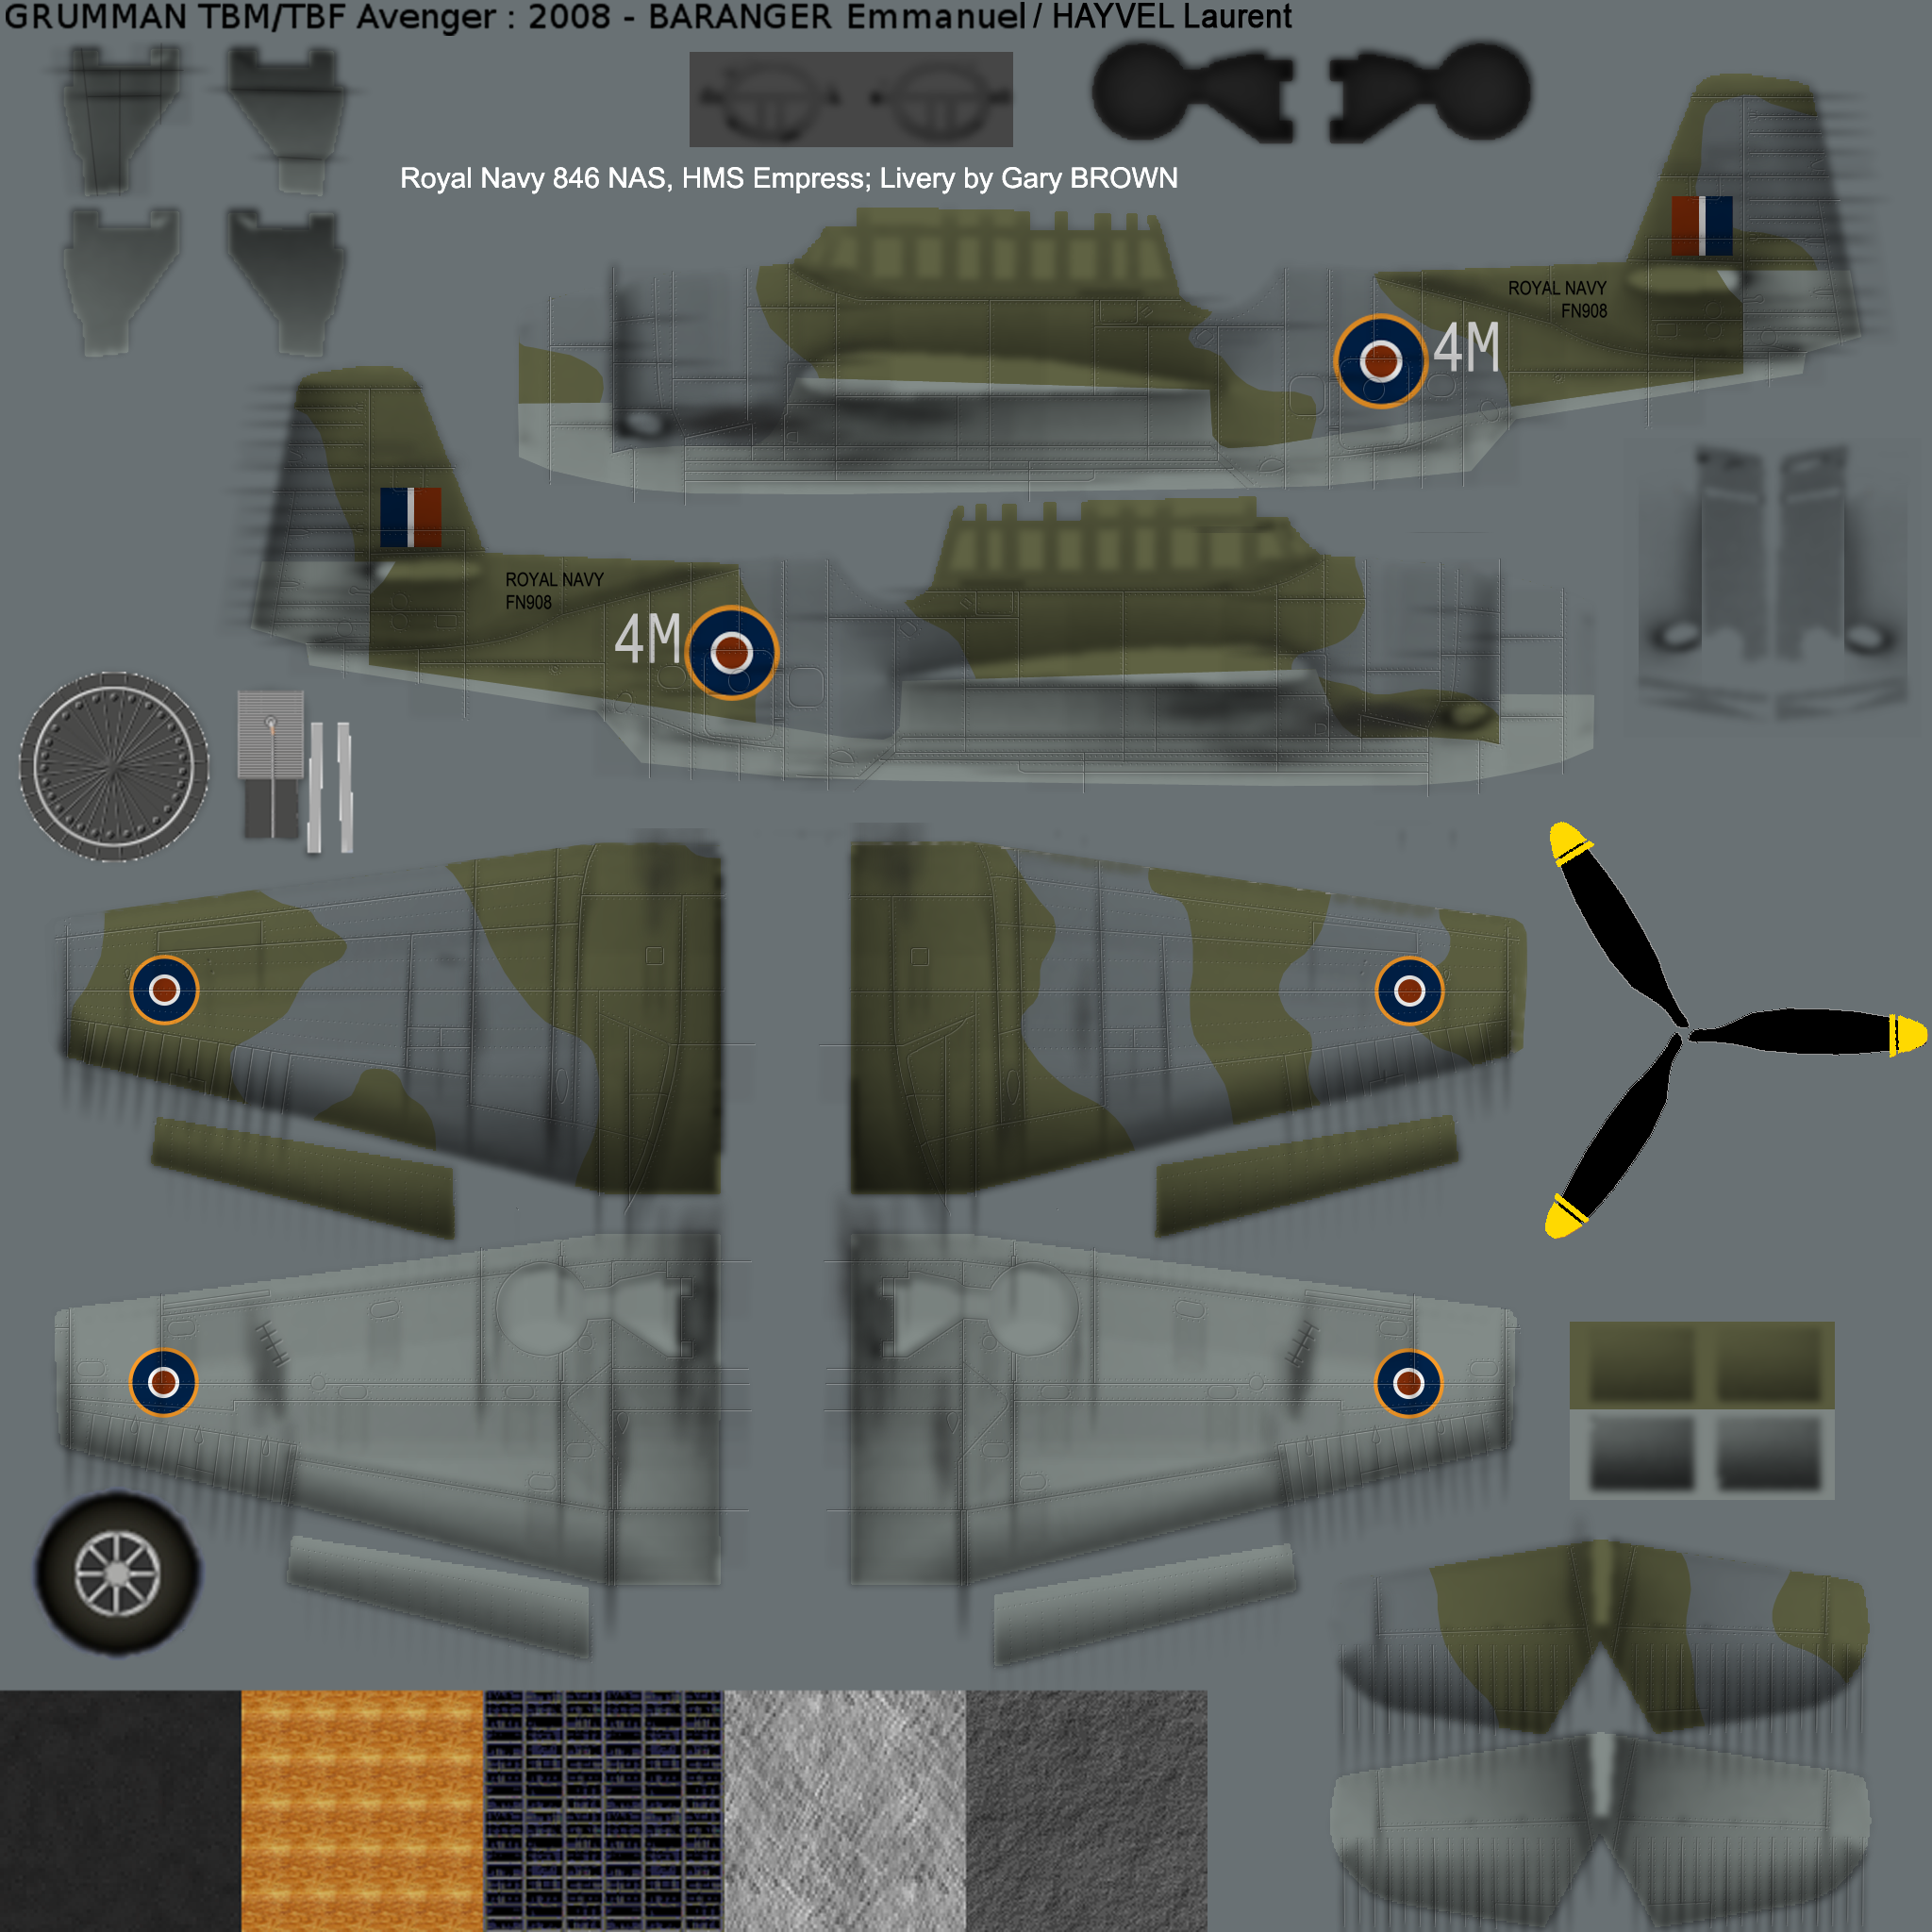 GRUMMAN TBM/TBF Avenger : 2008 - BARANGER Emmanuel / HAYVEL Laurent
Royal Navy 846 NAS, HMS Empress; Livery by Gary BROWN
ROYAL NAVY
FN908
4M
ROYAL NAVY
FN908
4M